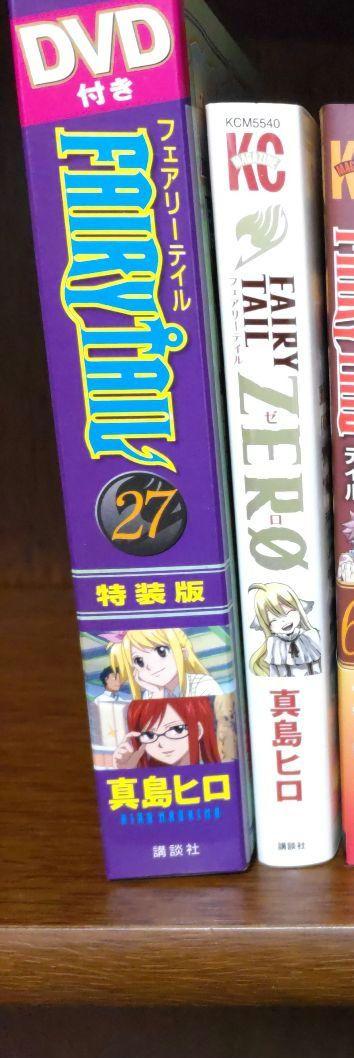 DVD
付き
フェアリーテイル
FAIRY TAIL
27
特装版
真島ヒロ
HIRO MASHIMA
講談社
KCM5540
KC
MAGAZINE
FAIRY
TAIL
フェアリーテイル
ZERØ
ゼロ
真島ヒロ
講談社